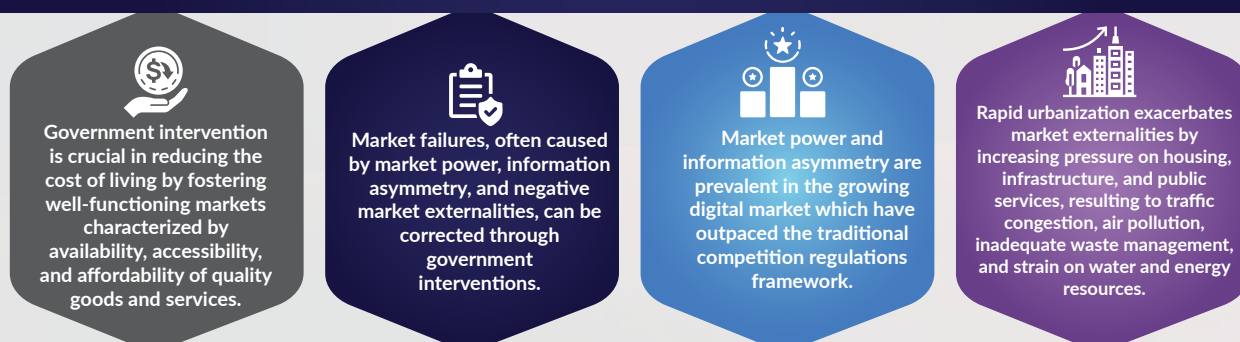 Government intervention
is crucial in reducing the
cost of living by fostering
well-functioning markets
characterized by
availability, accessibility,
and affordability of quality
goods and services.
Market failures, often caused
by market power, information
asymmetry, and negative
market externalities, can be
corrected through
government
interventions.
Market power and
information asymmetry are
prevalent in the growing
digital market which have
outpaced the traditional
competition regulations
framework.
Rapid urbanization exacerbates
market externalities by
increasing pressure on housing,
infrastructure, and public
services, resulting to traffic
congestion, air pollution,
inadequate waste management,
and strain on water and energy
resources.